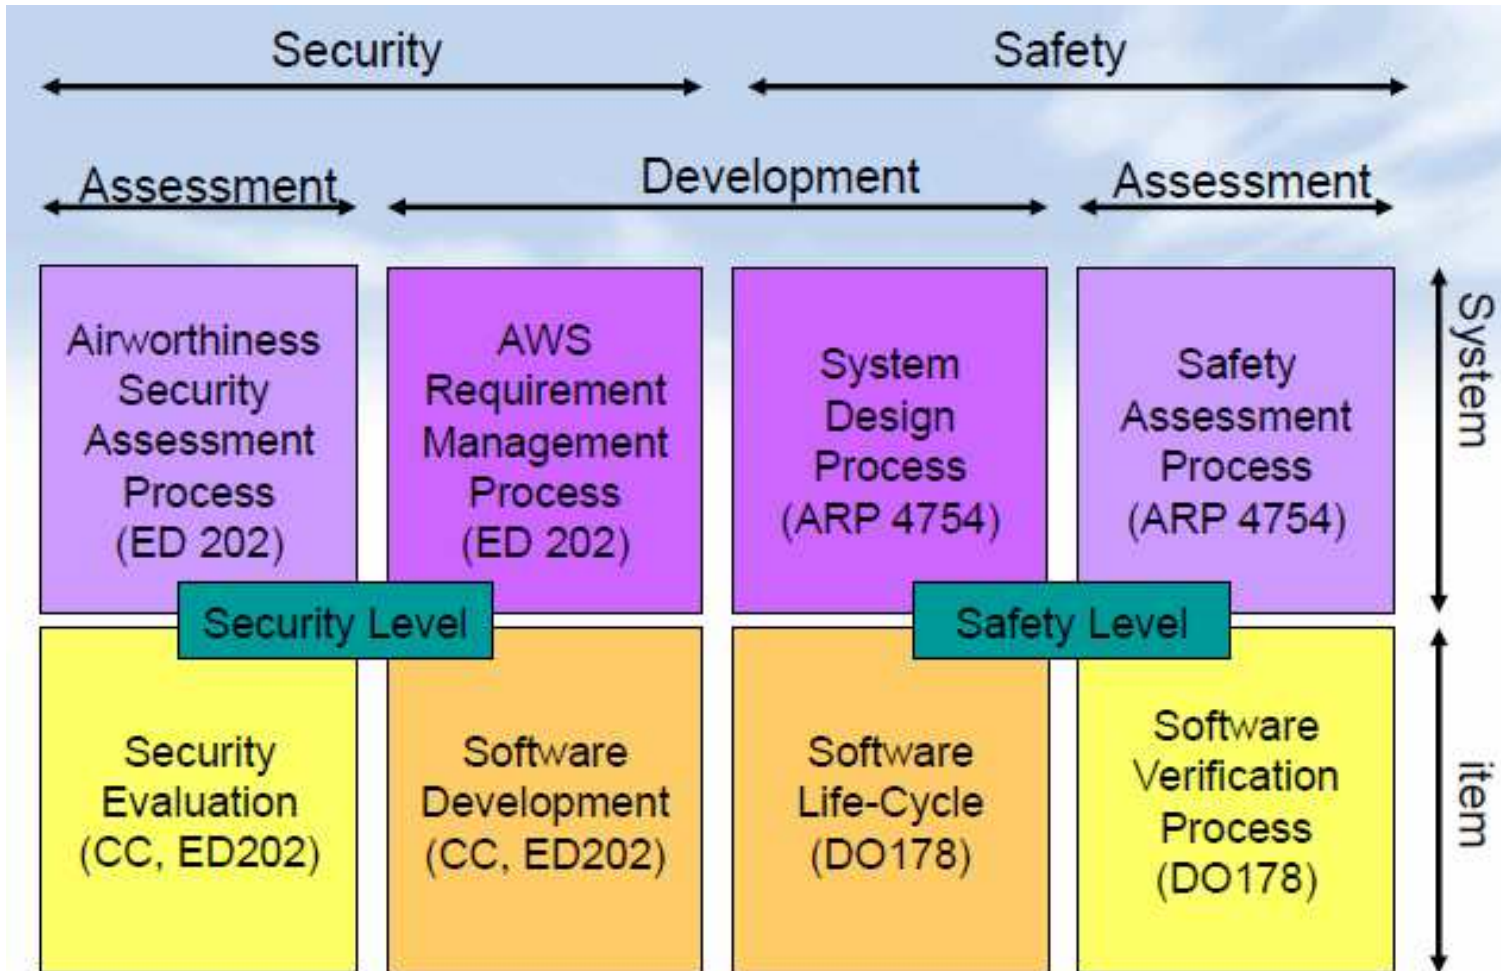 Security
Safety
Assessment
Development
Assessment
Airworthiness
Security
Assessment
Process
(ED 202)
AWS
Requirement
Management
Process
(ED 202)
System
Design
Process
(ARP 4754)
Safety
Assessment
Process
(ARP 4754)
System
Security Level
Safety Level
Security
Evaluation
(CC, ED202)
Software
Development
(CC, ED202)
Software
Life-Cycle
(DO178)
Software
Verification
Process
(DO178)
item